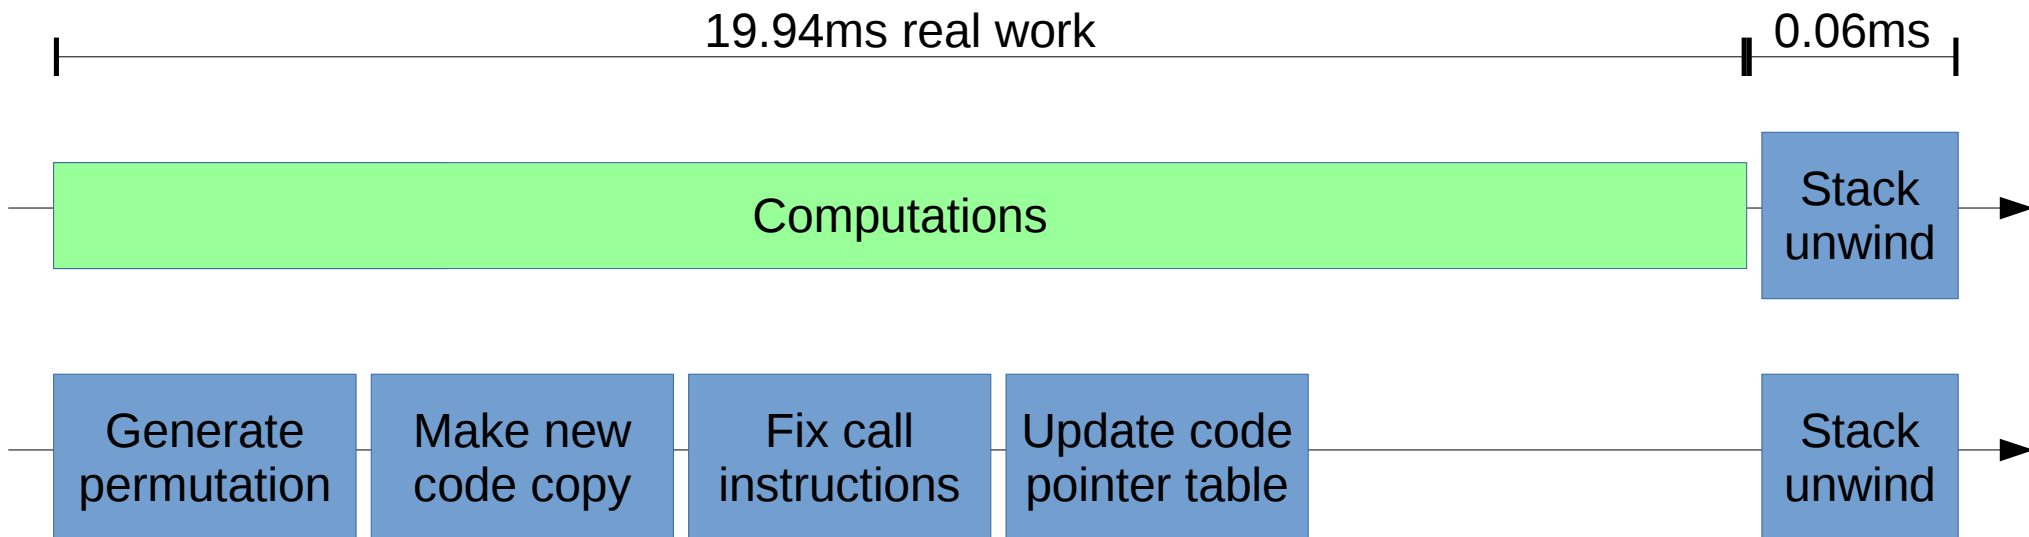 19.94ms real work
0.06ms
Computations
Stack
unwind
Generate
permutation
Make new
code copy
Fix call
instructions
Update code
pointer table
Stack
unwind